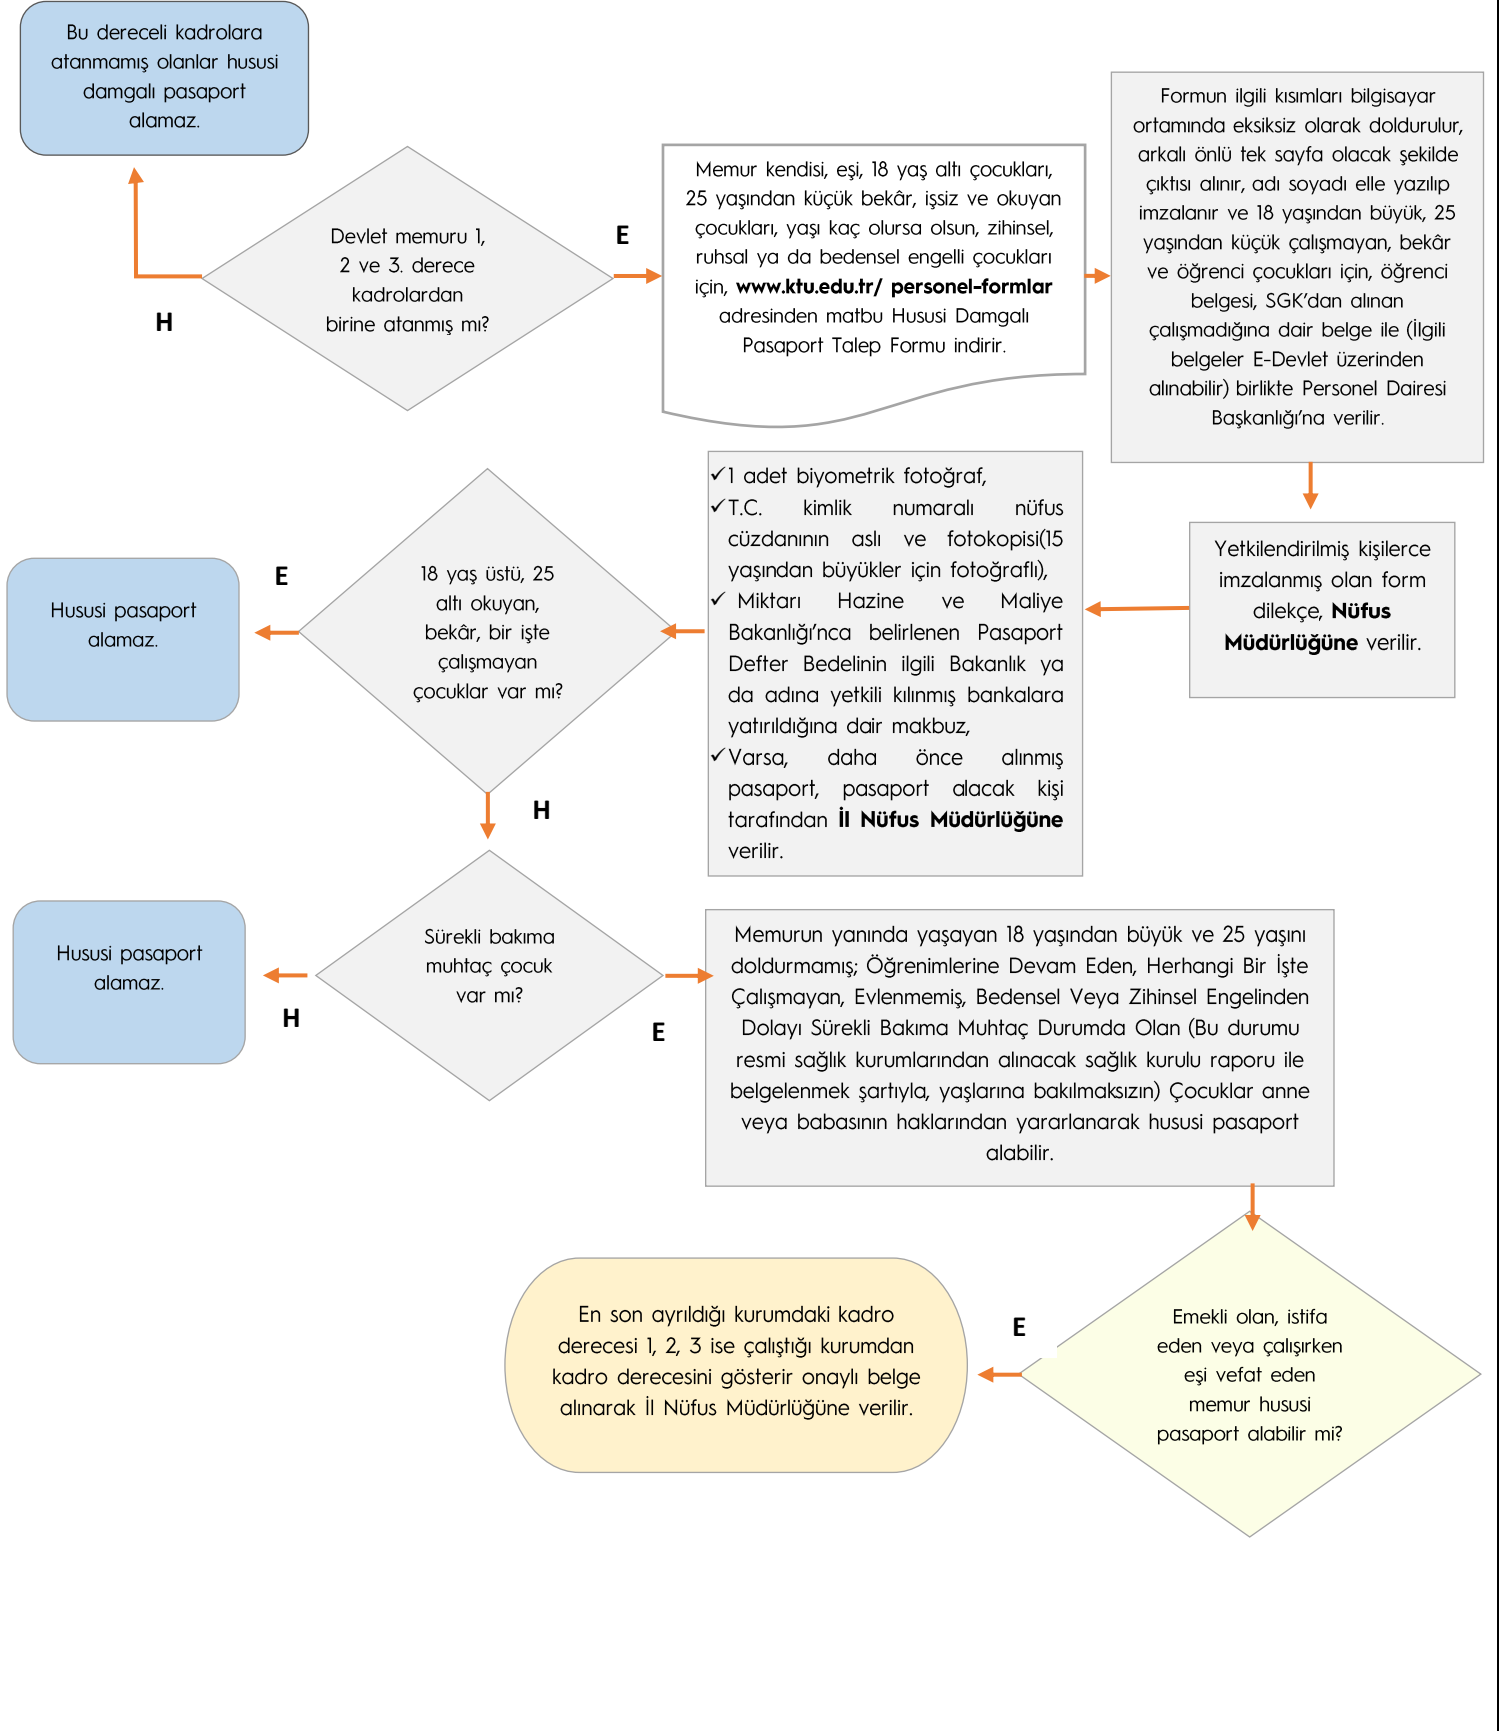 Bu dereceli kadrolara
atanmamış olanlar hususi
damgalı pasaport
alamaz.
Devlet memuru 1,
2 ve 3. derece
kadrolardan
birine atanmış mı?
H
E
Memur kendisi, eşi, 18 yaş altı çocukları,
25 yaşından küçük bekâr, işsiz ve okuyan
çocukları, yaşı kaç olursa olsun, zihinsel,
ruhsal ya da bedensel engelli çocukları
için, www.ktu.edu.tr/ personel-formlar
adresinden matbu Hususi Damgalı
Pasaport Talep Formu indirir.
Formun ilgili kısımları bilgisayar
ortamında eksiksiz olarak doldurulur,
arkalı önlü tek sayfa olacak şekilde
çıktısı alınır, adı soyadı elle yazılıp
imzalanır ve 18 yaşından büyük, 25
yaşından küçük çalışmayan, bekâr
ve öğrenci çocukları için, öğrenci
belgesi, SGK’dan alınan
çalışmadığına dair belge ile (İlgili
belgeler E-Devlet üzerinden
alınabilir) birlikte Personel Dairesi
Başkanlığı’na verilir.
Yetkilendirilmiş kişilerce
imzalanmış olan form
dilekçe, Nüfus
Müdürlüğüne verilir.
✓1 adet biyometrik fotoğraf,
✓T.C. kimlik numaralı nüfus
cüzdanının aslı ve fotokopisi(15
yaşından büyükler için fotoğraflı),
✓ Miktarı Hazine ve Maliye
Bakanlığı’nca belirlenen Pasaport
Defter Bedelinin ilgili Bakanlık ya
da adına yetkili kılınmış bankalara
yatırıldığına dair makbuz,
✓Varsa, daha önce alınmış
pasaport, pasaport alacak kişi
tarafından İl Nüfus Müdürlüğüne
verilir.
18 yaş üstü, 25
altı okuyan,
bekâr, bir işte
çalışmayan
çocuklar var mı?
E
Hususi pasaport
alamaz.
H
Sürekli bakıma
muhtaç çocuk
var mı?
Hususi pasaport
alamaz.
H
E
Memurun yanında yaşayan 18 yaşından büyük ve 25 yaşını
doldurmamış; Öğrenimlerine Devam Eden, Herhangi Bir İşte
Çalışmayan, Evlenmemiş, Bedensel Veya Zihinsel Engelinden
Dolayı Sürekli Bakıma Muhtaç Durumda Olan (Bu durumu
resmi sağlık kurumlarından alınacak sağlık kurulu raporu ile
belgelenmek şartıyla, yaşlarına bakılmaksızın) Çocuklar anne
veya babasının haklarından yararlanarak hususi pasaport
alabilir.
Emekli olan, istifa
eden veya çalışırken
eşi vefat eden
memur hususi
pasaport alabilir mi?
E
En son ayrıldığı kurumdaki kadro
derecesi 1, 2, 3 ise çalıştığı kurumdan
kadro derecesini gösterir onaylı belge
alınarak İl Nüfus Müdürlüğüne verilir.